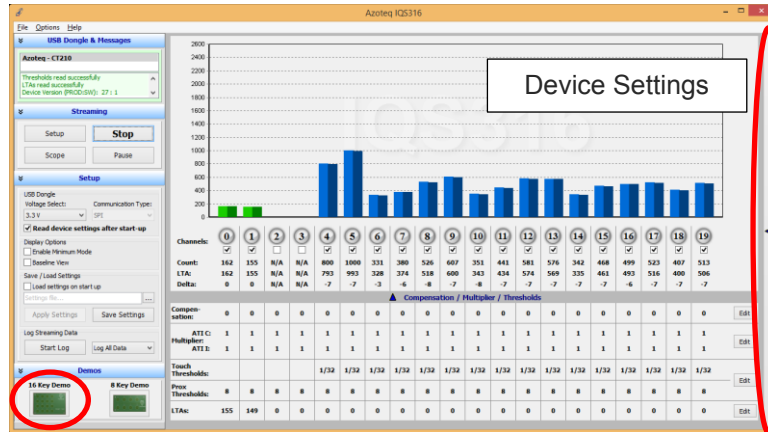 Azoteq IQS316
File Options Help
USB Dongle & Messages
Azoteq - CT210
Thresholds read successfully
LTAs read successfully
Device Version (PROD:SW): 27 : 1
Streaming
Setup Stop
Scope Pause
Setup
USB Dongle
Voltage Select: Communication Type:
3.3 V SPI
Read device settings after start-up
Display Options
Enable Minimum Mode
Baseline View
Save / Load Settings
Load settings on start up
Settings file... ...
Apply Settings Save Settings
Log Streaming Data
Start Log Log All Data
Demos
16 Key Demo 8 Key Demo
2600
2400
2200
2000
1800
1600
1400
1200
1000
800
600
400
200
0
IQS316
Device Settings
Channels: 0 1 2 3 4 5 6 7 8 9 10 11 12 13 14 15 16 17 18 19
Count: 162 155 N/A N/A 800 1000 331 380 526 607 351 441 581 576 342 468 499 523 407 513
LTA: 162 155 N/A N/A 793 993 328 374 518 600 343 434 574 569 335 461 493 516 400 506
Delta: 0 0 N/A N/A -7 -7 -3 -6 -8 -7 -8 -7 -7 -7 -7 -7 -6 -7 -7 -7
Compensation / Multiplier / Thresholds
Compen-
sation: 0 0 0 0 0 0 0 0 0 0 0 0 0 0 0 0 0 0 0 0 Edit
ATI C: 1 1 1 1 1 1 1 1 1 1 1 1 1 1 1 1 1 1 1 1
Multiplier: Edit
ATI I: 1 1 1 1 1 1 1 1 1 1 1 1 1 1 1 1 1 1 1 1
Touch
Thresholds: 1/32 1/32 1/32 1/32 1/32 1/32 1/32 1/32 1/32 1/32 1/32 1/32 1/32 1/32 1/32 1/32
Edit
Prox
Thresholds: 8 8 8 8 8 8 8 8 8 8 8 8 8 8 8 8 8 8 8 8
LTAs: 155 149 0 0 0 0 0 0 0 0 0 0 0 0 0 0 0 0 0 0 Edit